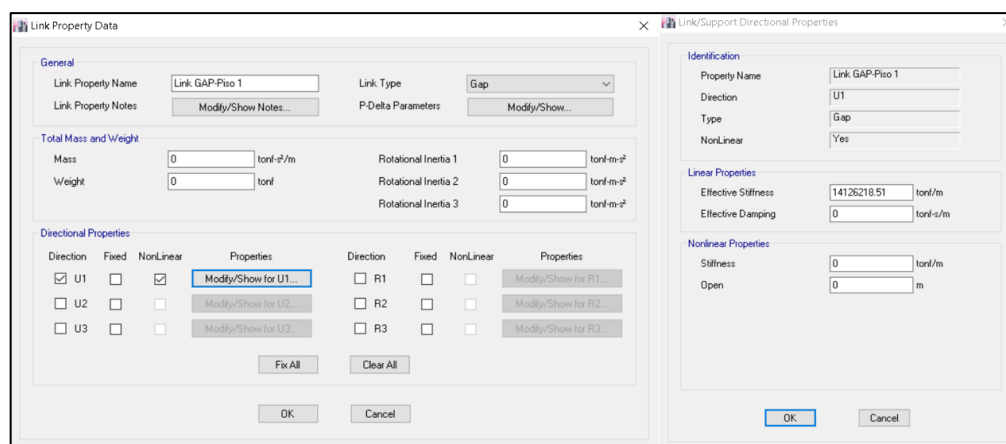 Link Property Data
General
Link Property Name Link GAP-Piso 1 Link Type Gap
Link Property Notes Modify/Show Notes... P-Delta Parameters Modify/Show...
Total Mass and Weight
Mass 0 tonf-s²/m Rotational Inertia 1 0 tonf-m-s²
Weight 0 tonf Rotational Inertia 2 0 tonf-m-s²
Rotational Inertia 3 0 tonf-m-s²
Directional Properties
Direction Fixed NonLinear Properties Direction Fixed NonLinear Properties
U1 Modify/Show for U1... R1 Modify/Show for R1...
U2 Modify/Show for U2... R2 Modify/Show for R2...
U3 Modify/Show for U3... R3 Modify/Show for R3...
Fix All Clear All
OK Cancel
Link/Support Directional Properties
Identification
Property Name Link GAP-Piso 1
Direction U1
Type Gap
NonLinear Yes
Linear Properties
Effective Stiffness 14126218.51 tonf/m
Effective Damping 0 tonf-s/m
Nonlinear Properties
Stiffness 0 tonf/m
Open 0 m
OK Cancel